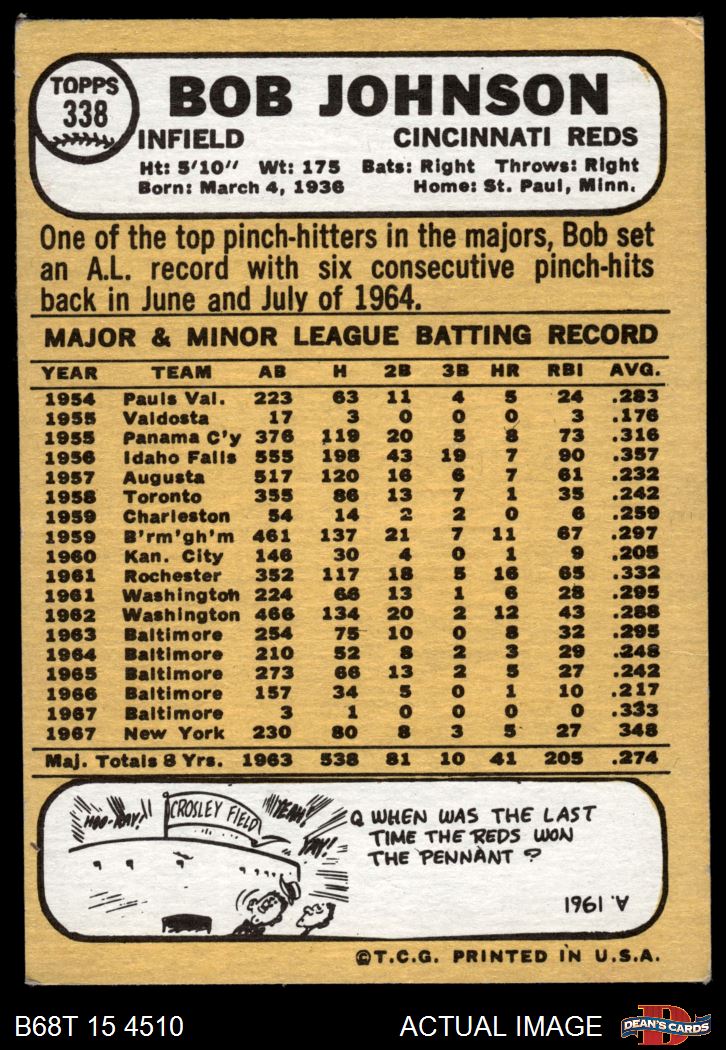 TOPPS
338
BOB JOHNSON
INFIELD CINCINNATI REDS
Ht: 5'10" Wt: 175 Bats: Right Throws: Right
Born: March 4, 1936 Home: St. Paul, Minn.
One of the top pinch-hitters in the majors, Bob set
an A.L. record with six consecutive pinch-hits
back in June and July of 1964.
MAJOR & MINOR LEAGUE BATTING RECORD
YEAR TEAM AB H 2B 3B HR RBI AVG.
1954 Pauls Val. 223 63 11 4 5 24 .283
1955 Valdosta 17 3 0 0 0 3 .176
1955 Panama C'y 376 119 20 5 8 73 .316
1956 Idaho Falls 555 198 43 19 7 90 .357
1957 Augusta 517 120 16 6 7 61 .232
1958 Toronto 355 86 13 7 1 35 .242
1959 Charleston 54 14 2 2 0 6 .259
1959 B'rm'gh'm 461 137 21 7 11 67 .297
1960 Kan. City 146 30 4 0 1 9 .205
1961 Rochester 352 117 18 5 16 65 .332
1961 Washington 224 66 13 1 6 28 .295
1962 Washington 466 134 20 2 12 43 .288
1963 Baltimore 254 75 10 0 8 32 .295
1964 Baltimore 210 52 8 2 3 29 .248
1965 Baltimore 273 66 13 2 5 27 .242
1966 Baltimore 157 34 5 0 1 10 .217
1967 Baltimore 3 1 0 0 0 0 .333
1967 New York 230 80 8 3 5 27 348
Maj. Totals 8 Yrs. 1963 538 81 10 41 205 .274
HOO-RAY!
CROSLEY FIELD
YEAH!
YAY!
Q WHEN WAS THE LAST
TIME THE REDS WON
THE PENNANT ?
A. 1961
©T.C.G. PRINTED IN U.S.A.
B68T 15 4510 ACTUAL IMAGE
D
DEAN'S CARDS